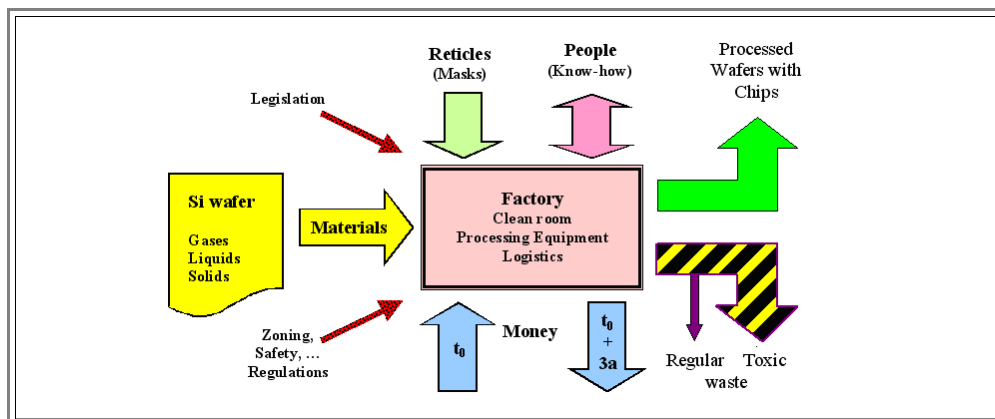 Reticles
(Masks)
People
(Know-how)
Processed
Wafers with
Chips
Legislation
Si wafer
Gases
Liquids
Solids
Materials
Factory
Clean room
Processing Equipment
Logistics
Zoning,
Safety, ...
Regulations
t₀
Money
t₀
+
3a
Regular Toxic
waste